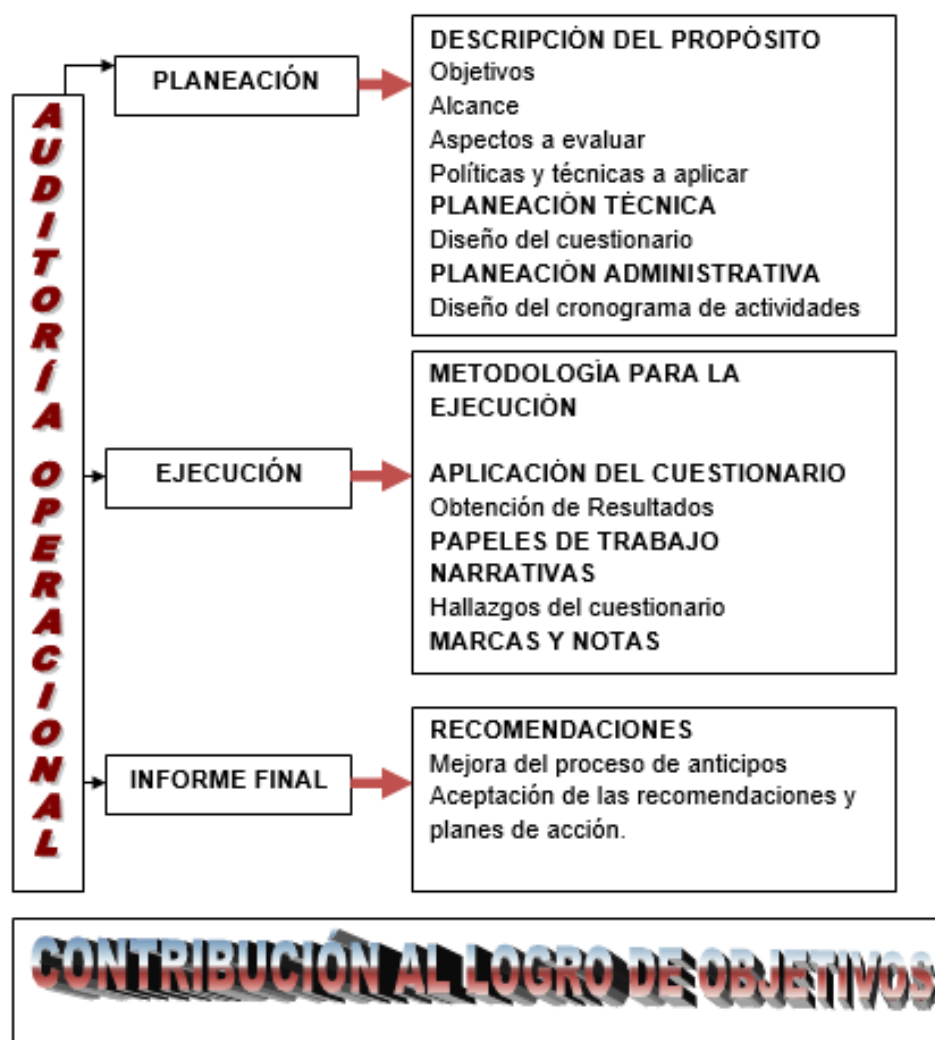 AUDITORÍA OPERACIONAL
PLANEACIÓN
DESCRIPCIÓN DEL PROPÓSITO
Objetivos
Alcance
Aspectos a evaluar
Políticas y técnicas a aplicar
PLANEACIÓN TÉCNICA
Diseño del cuestionario
PLANEACIÓN ADMINISTRATIVA
Diseño del cronograma de actividades
EJECUCIÓN
METODOLOGÍA PARA LA
EJECUCIÓN
APLICACIÓN DEL CUESTIONARIO
Obtención de Resultados
PAPELES DE TRABAJO
NARRATIVAS
Hallazgos del cuestionario
MARCAS Y NOTAS
INFORME FINAL
RECOMENDACIONES
Mejora del proceso de anticipos
Aceptación de las recomendaciones y
planes de acción.
CONTRIBUCIÓN AL LOGRO DE OBJETIVOS